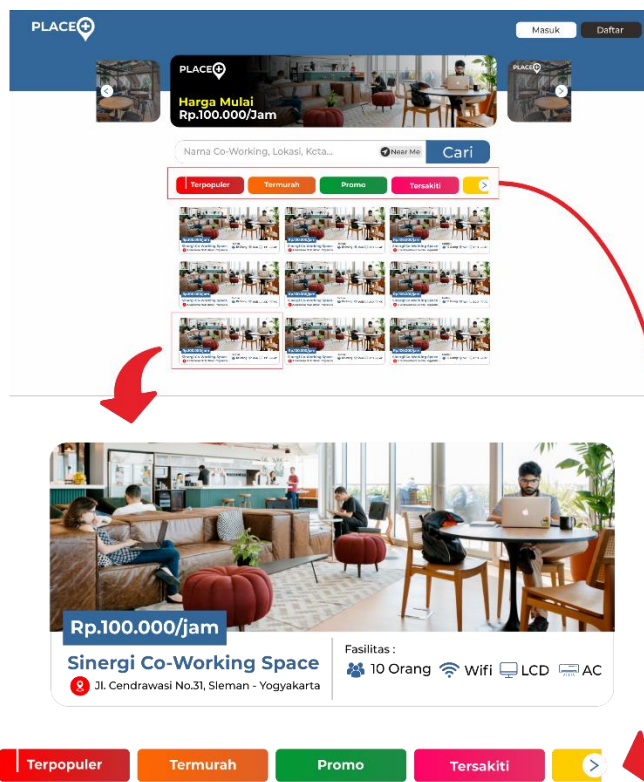 PLACE
Masuk
Daftar
PLACE
Harga Mulai
Rp.100.000/Jam
PLACE
Nama Co-Working, Lokasi, Kota...
Near Me
Cari
Terpopuler
Termurah
Promo
Tersakiti
Rp.100.000/jam
Sinergi Co-Working Space
Jl. Cendrawasi No.31, Sleman - Yogyakarta
Fasilitas :
10 Orang
Wifi
LCD
AC
Terpopuler
Termurah
Promo
Tersakiti